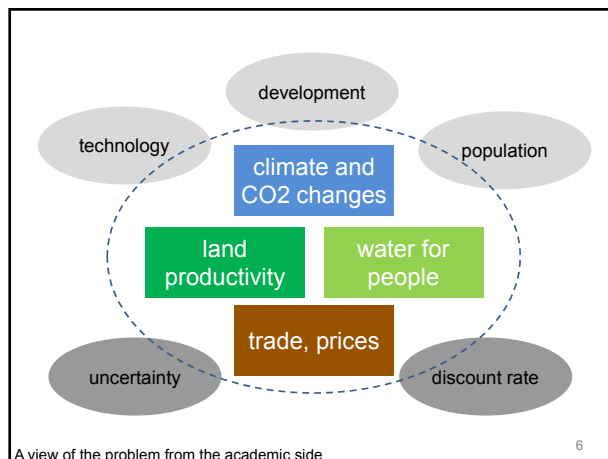 development
technology
population
climate and
CO2 changes
land
productivity
water for
people
trade, prices
uncertainty
discount rate
A view of the problem from the academic side
6